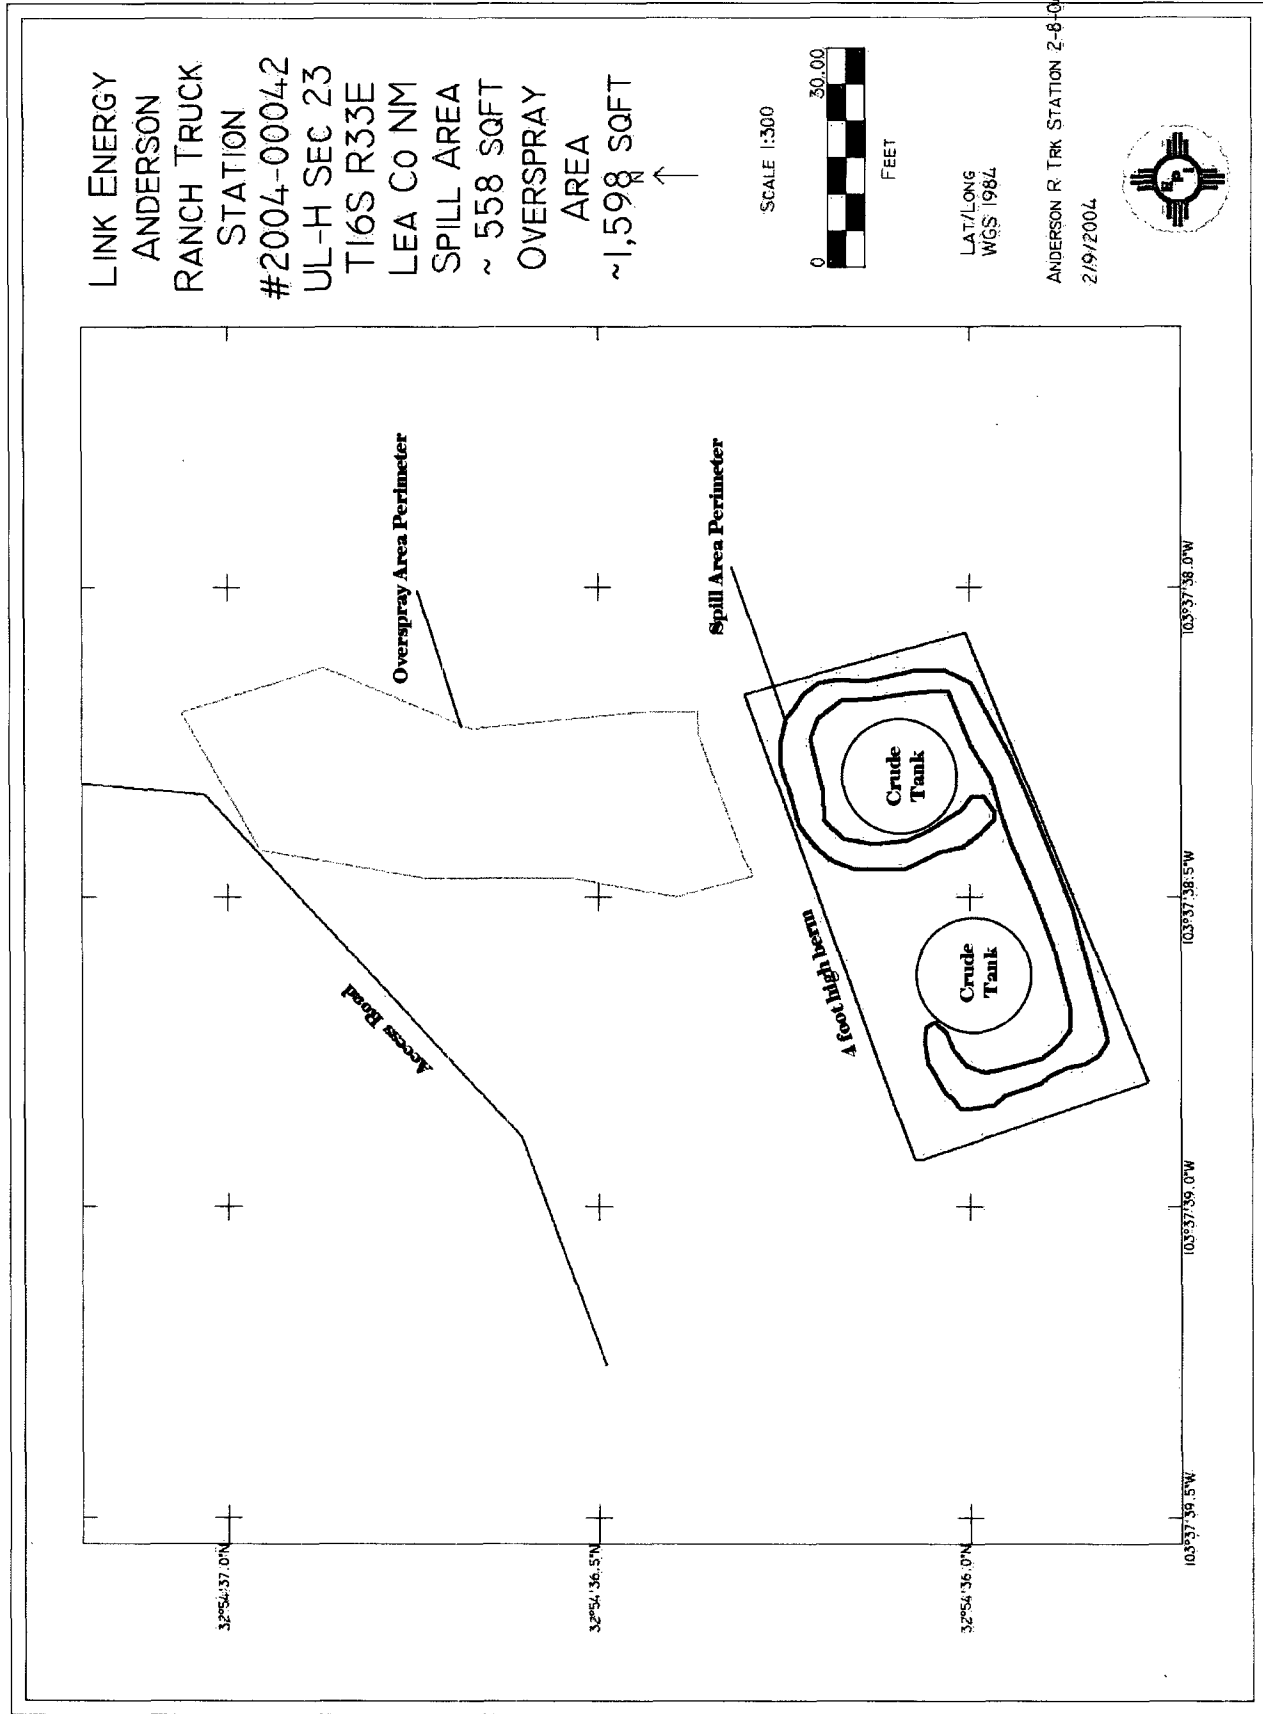 LINK ENERGY
ANDERSON
RANCH TRUCK
STATION
#2004-00042
UL-H SEC 23
T16S R33E
LEA CO NM
SPILL AREA
~ 558 SQFT
OVERSPRAY
AREA
~1,598 SQFT
N
SCALE 1:300
0 30.00
FEET
LAT/LONG
WGS 1984
ANDERSON R TRK STATION 2-8-0
2/9/2004
EPI
Overspray Area Perimeter
Spill Area Perimeter
Access Road
4 foot high berm
Crude
Tank
Crude
Tank
32°54'37.0"N
32°54'36.5"N
32°54'36.0"N
103°37'39.5"W
103°37'39.0"W
103°37'38.5"W
103°37'38.0"W